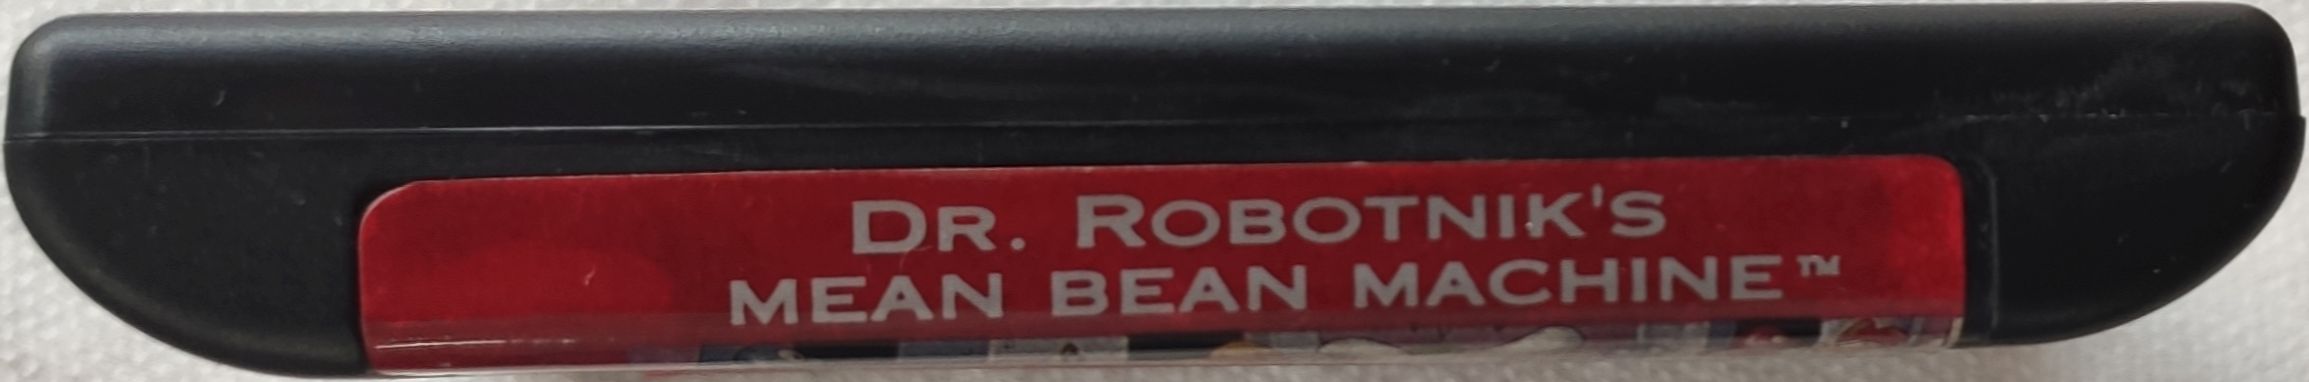 DR. ROBOTNIK'S
MEAN BEAN MACHINE™